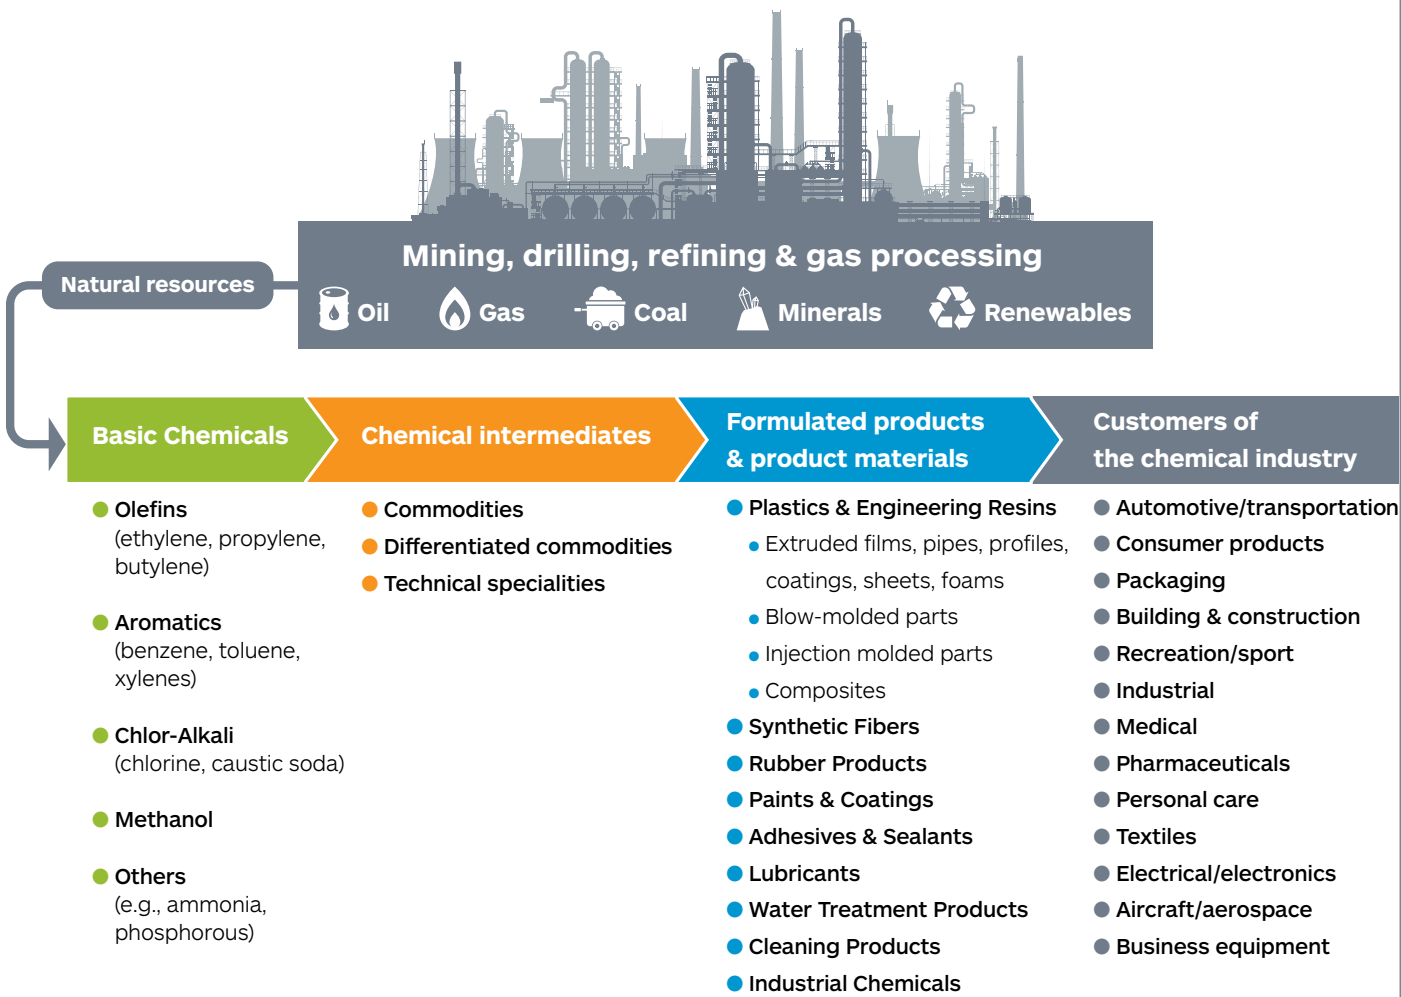 Mining, drilling, refining & gas processing
Natural resources
Oil
Gas
Coal
Minerals
Renewables
Basic Chemicals
Olefins
(ethylene, propylene,
butylene)
Aromatics
(benzene, toluene,
xylenes)
Chlor-Alkali
(chlorine, caustic soda)
Methanol
Others
(e.g., ammonia,
phosphorous)
Chemical intermediates
Commodities
Differentiated commodities
Technical specialities
Formulated products
& product materials
Plastics & Engineering Resins
Extruded films, pipes, profiles,
coatings, sheets, foams
Blow-molded parts
Injection molded parts
Composites
Synthetic Fibers
Rubber Products
Paints & Coatings
Adhesives & Sealants
Lubricants
Water Treatment Products
Cleaning Products
Industrial Chemicals
Customers of
the chemical industry
Automotive/transportation
Consumer products
Packaging
Building & construction
Recreation/sport
Industrial
Medical
Pharmaceuticals
Personal care
Textiles
Electrical/electronics
Aircraft/aerospace
Business equipment